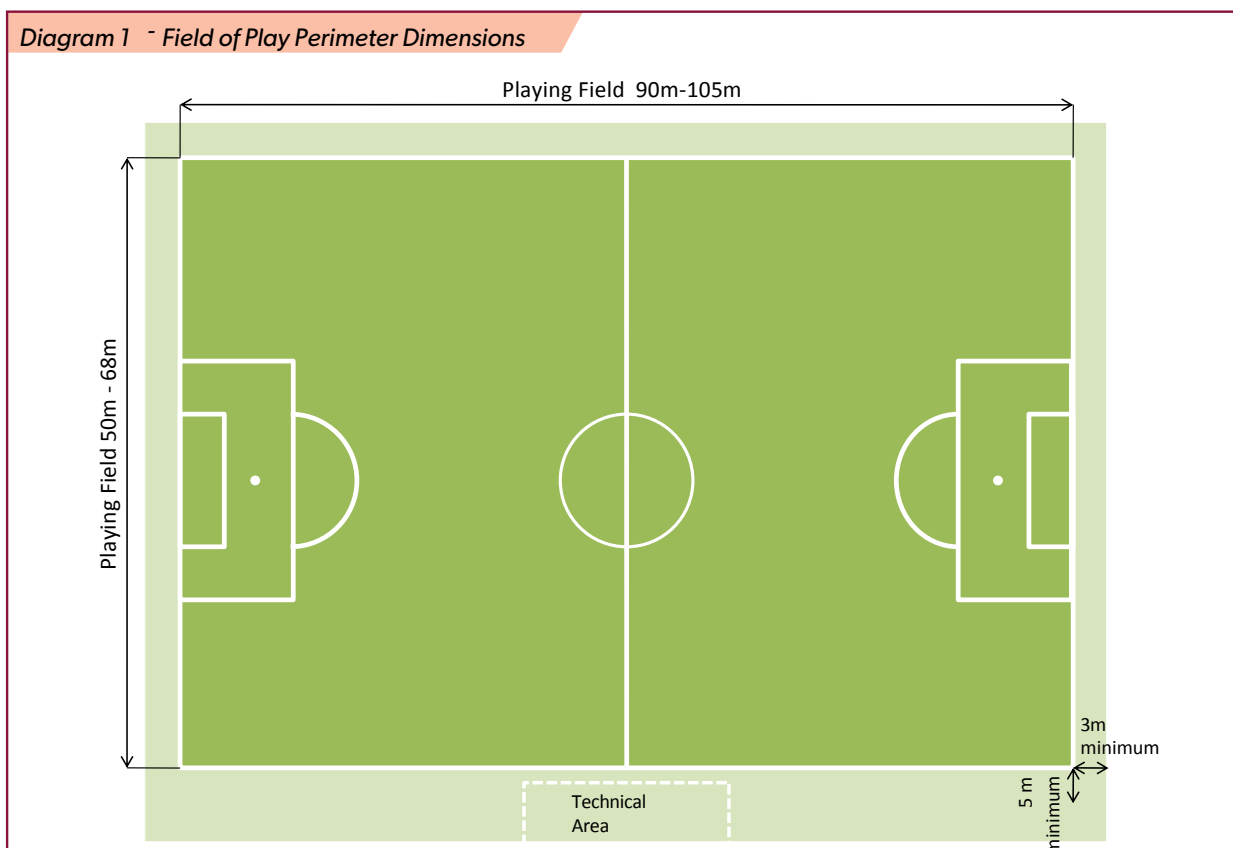 Diagram 1 - Field of Play Perimeter Dimensions
Playing Field 90m-105m
Playing Field 50m - 68m
3m
minimum
5 m
minimum
Technical
Area